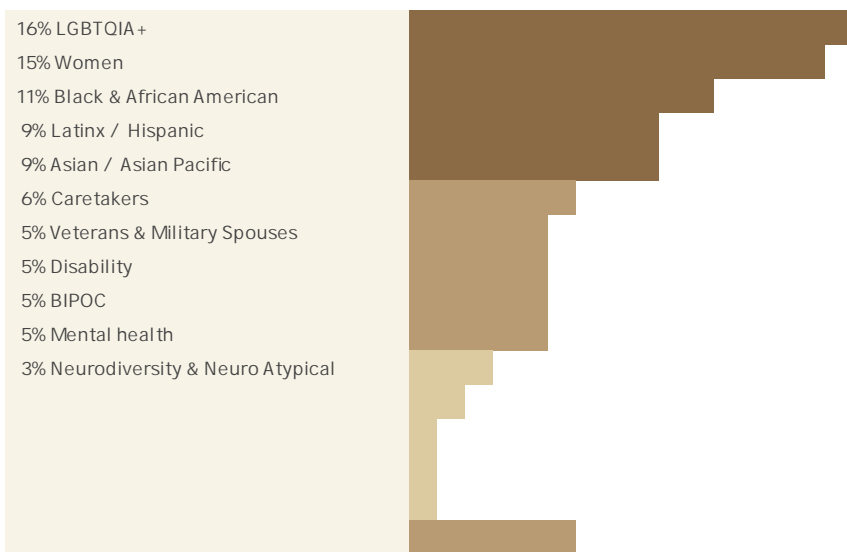 16% LGBTQIA+
15% Women
11% Black & African American
9% Latinx / Hispanic
9% Asian / Asian Pacific
6% Caretakers
5% Veterans & Military Spouses
5% Disability
5% BIPOC
5% Mental health
3% Neurodiversity & Neuro Atypical